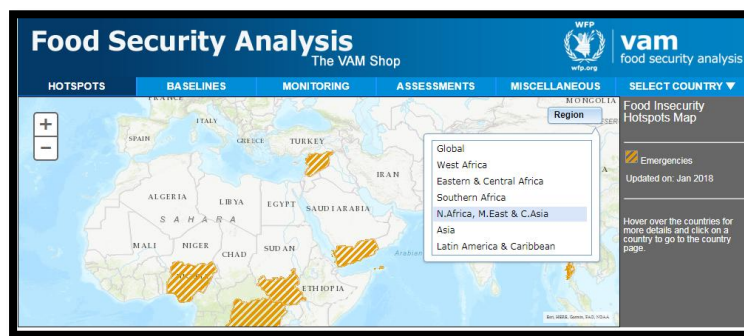 Food Security Analysis
The VAM Shop
WFP
wfp.org
vam
food security analysis
HOTSPOTS BASELINES MONITORING ASSESSMENTS MISCELLANEOUS SELECT COUNTRY ▼
+
−
FRANCE
ITALY
SPAIN
GREECE
TURKEY
IRAN
MONGOLIA
ALGERIA
LIBYA
EGYPT
SAUDI ARABIA
SAHARA
MALI
NIGER
CHAD
SUDAN
ETHIOPIA
Arabian
Region
Global
West Africa
Eastern & Central Africa
Southern Africa
N.Africa, M.East & C.Asia
Asia
Latin America & Caribbean
Food Insecurity
Hotspots Map
Emergencies
Updated on: Jan 2018
Hover over the countries for
more details and click on a
country to go to the country
page.